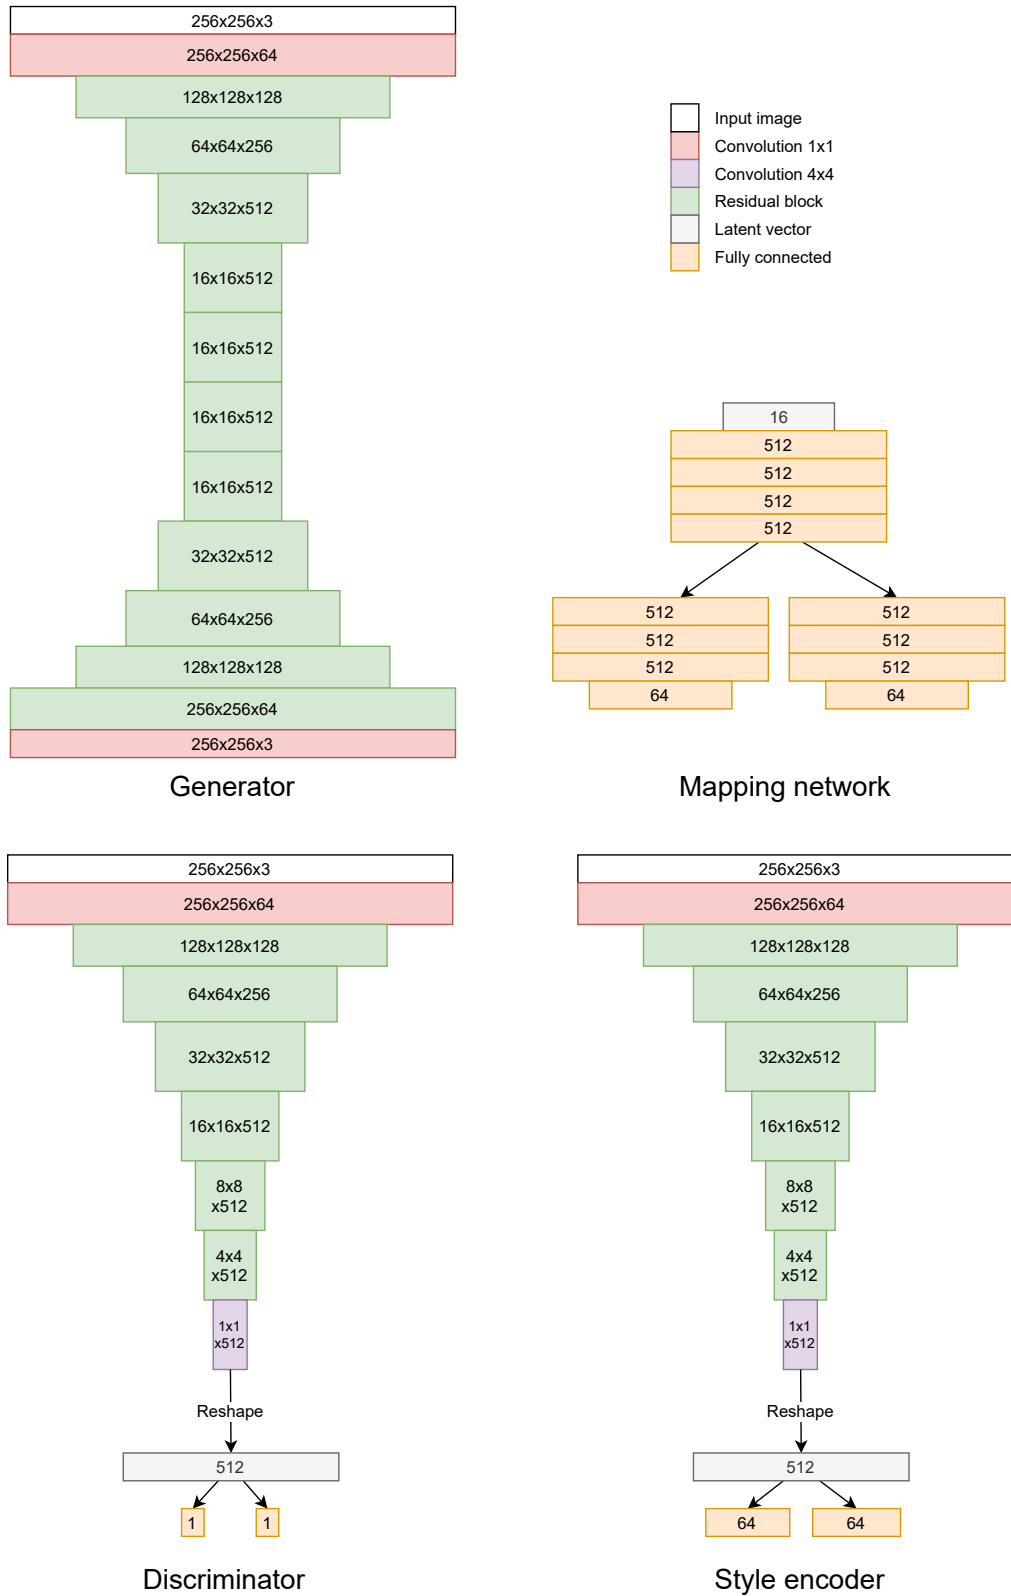 256x256x3
256x256x64
128x128x128
64x64x256
32x32x512
16x16x512
16x16x512
16x16x512
16x16x512
32x32x512
64x64x256
128x128x128
256x256x64
256x256x3
Generator
Input image
Convolution 1x1
Convolution 4x4
Residual block
Latent vector
Fully connected
16
512
512
512
512
512 512
512 512
512 512
64 64
Mapping network
256x256x3
256x256x64
128x128x128
64x64x256
32x32x512
16x16x512
8x8
x512
4x4
x512
1x1
x512
Reshape
512
1 1
Discriminator
256x256x3
256x256x64
128x128x128
64x64x256
32x32x512
16x16x512
8x8
x512
4x4
x512
1x1
x512
Reshape
512
64 64
Style encoder